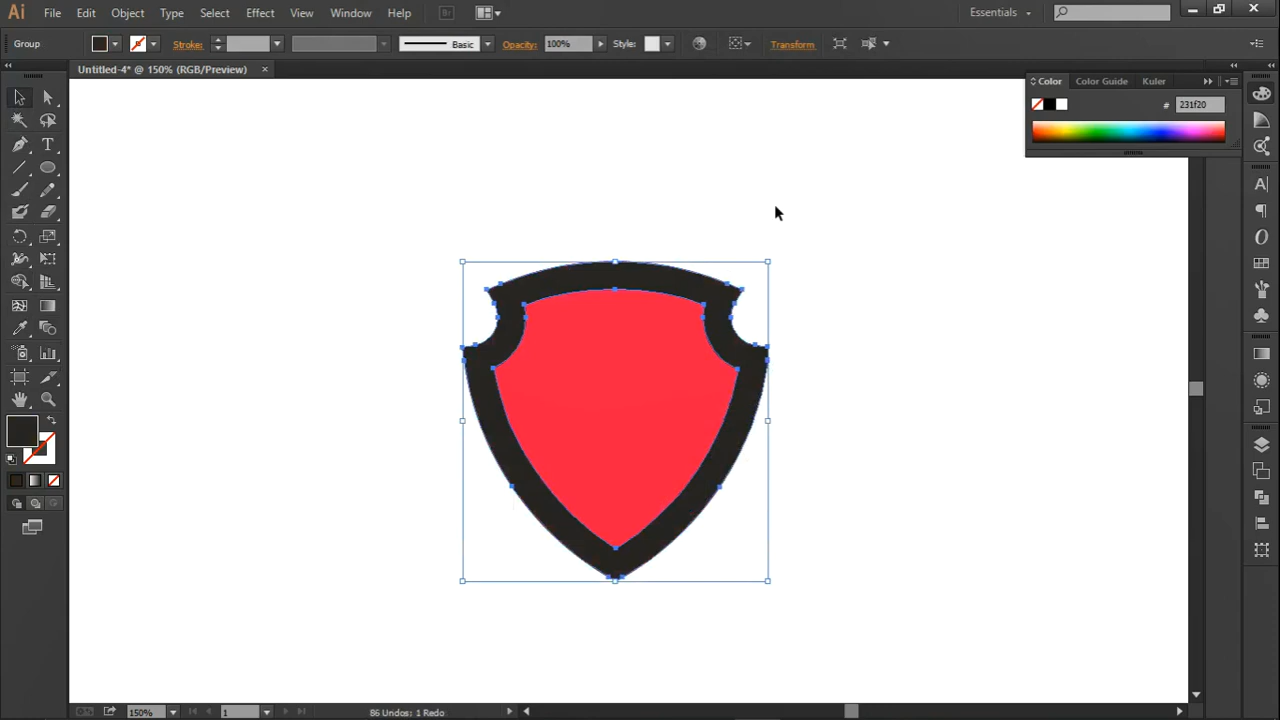 Ai File Edit Object Type Select Effect View Window Help Br Essentials
Group Stroke: Basic Opacity: 100% Style: Transform
Untitled-4* @ 150% (RGB/Preview) ×
Color Color Guide Kuler
# 231f20
150% 1 86 Undos: 1 Redo